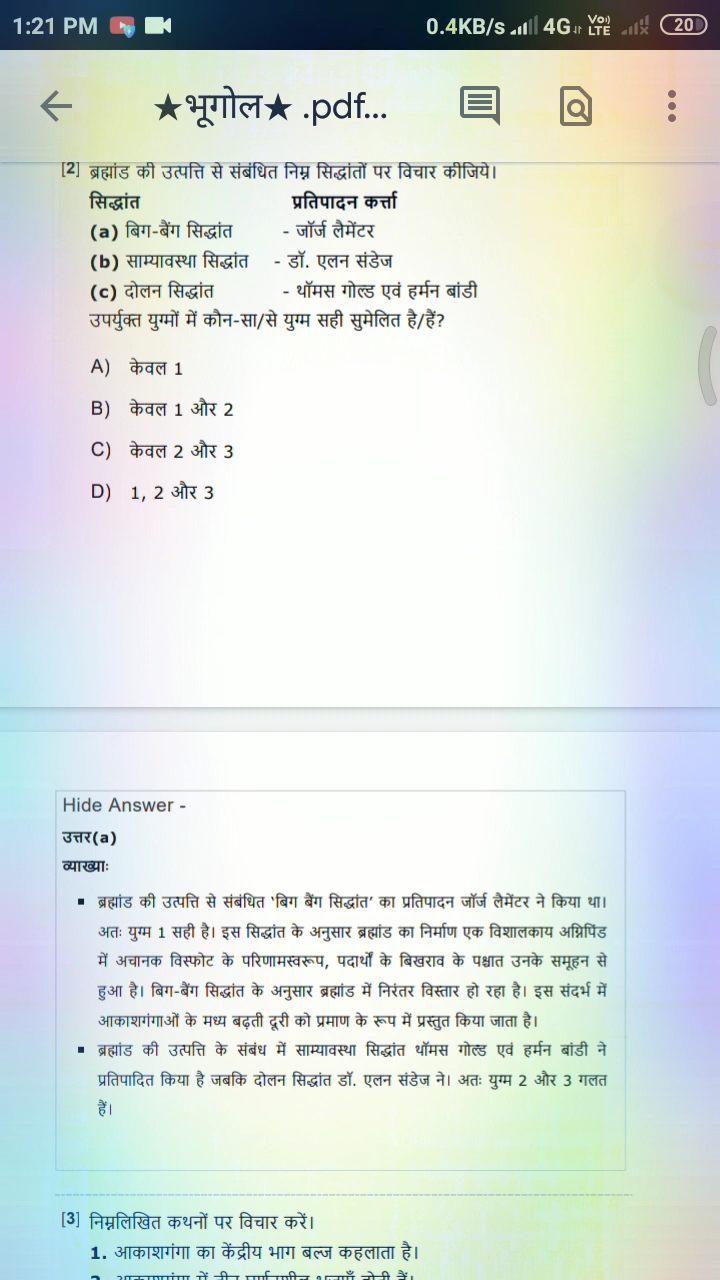 1:21 PM 0.4KB/s 4G Vo) LTE 20
★भूगोल★ .pdf...
[2] ब्रह्मांड की उत्पत्ति से संबंधित निम्न सिद्धांतों पर विचार कीजिये।
सिद्धांत प्रतिपादन कर्त्ता
(a) बिग-बैंग सिद्धांत - जॉर्ज लैमेंटर
(b) साम्यावस्था सिद्धांत - डॉ. एलन संडेज
(c) दोलन सिद्धांत - थॉमस गोल्ड एवं हर्मन बांडी
उपर्युक्त युग्मों में कौन-सा/से युग्म सही सुमेलित है/हैं?
A) केवल 1
B) केवल 1 और 2
C) केवल 2 और 3
D) 1, 2 और 3
Hide Answer -
उत्तर(a)
व्याख्याः
▪ ब्रह्मांड की उत्पत्ति से संबंधित ‘बिग बैंग सिद्धांत’ का प्रतिपादन जॉर्ज लैमेंटर ने किया था।
अतः युग्म 1 सही है। इस सिद्धांत के अनुसार ब्रह्मांड का निर्माण एक विशालकाय अग्निपिंड
में अचानक विस्फोट के परिणामस्वरूप, पदार्थों के बिखराव के पश्चात उनके समूहन से
हुआ है। बिग-बैंग सिद्धांत के अनुसार ब्रह्मांड में निरंतर विस्तार हो रहा है। इस संदर्भ में
आकाशगंगाओं के मध्य बढ़ती दूरी को प्रमाण के रूप में प्रस्तुत किया जाता है।
▪ ब्रह्मांड की उत्पत्ति के संबंध में साम्यावस्था सिद्धांत थॉमस गोल्ड एवं हर्मन बांडी ने
प्रतिपादित किया है जबकि दोलन सिद्धांत डॉ. एलन संडेज ने। अतः युग्म 2 और 3 गलत
हैं।
[3] निम्नलिखित कथनों पर विचार करें।
1. आकाशगंगा का केंद्रीय भाग बल्ज कहलाता है।